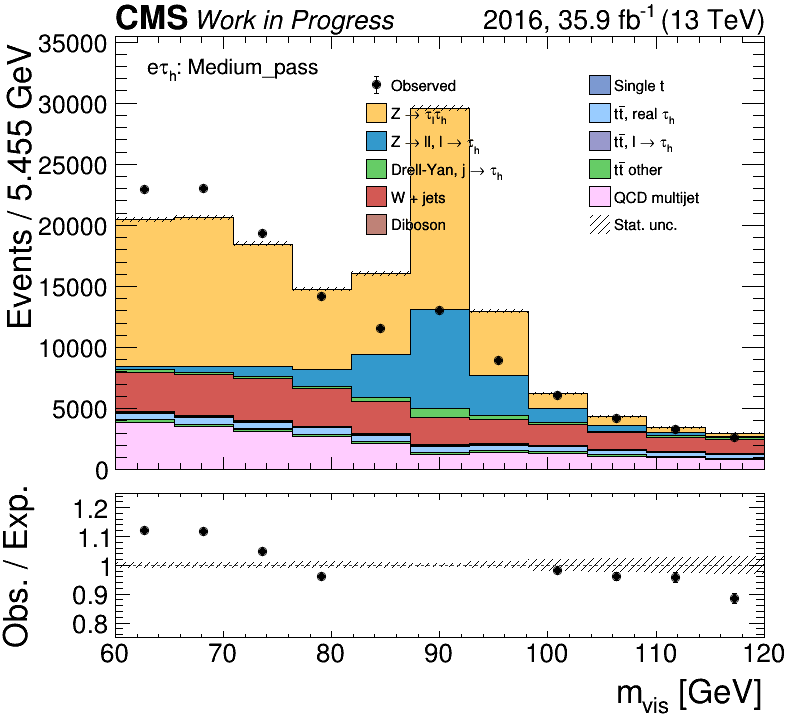 CMS Work in Progress 2016, 35.9 fb⁻¹ (13 TeV)
eτₕ: Medium_pass
Observed
Z → τₗτₕ
Z → ll, l → τₕ
Drell-Yan, j → τₕ
W + jets
Diboson
Single t
tt̄, real τₕ
tt̄, l → τₕ
tt̄ other
QCD multijet
Stat. unc.
Events / 5.455 GeV
35000
30000
25000
20000
15000
10000
5000
0
Obs. / Exp.
1.2
1.1
1
0.9
0.8
60 70 80 90 100 110 120
m_vis [GeV]